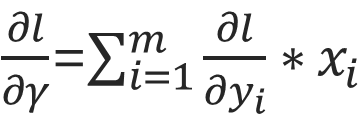 ∂l/∂γ=∑_{i=1}^{m} ∂l/∂y_i * x_i